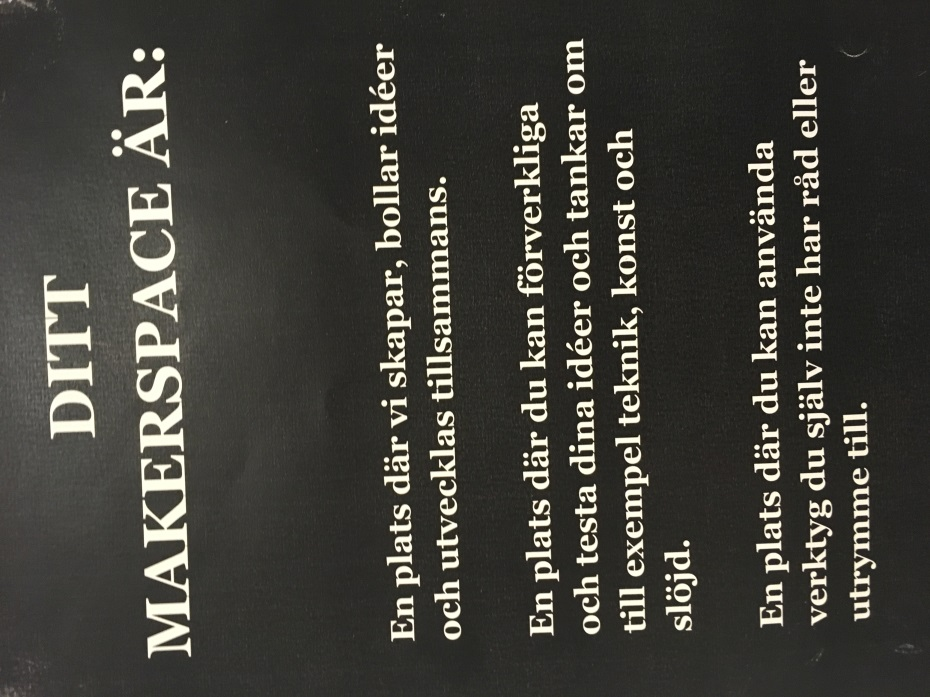 DITT
MAKERSPACE ÄR:
En plats där vi skapar, bollar idéer
och utvecklas tillsammans.
En plats där du kan förverkliga
och testa dina idéer och tankar om
till exempel teknik, konst och
slöjd.
En plats där du kan använda
verktyg du själv inte har råd eller
utrymme till.